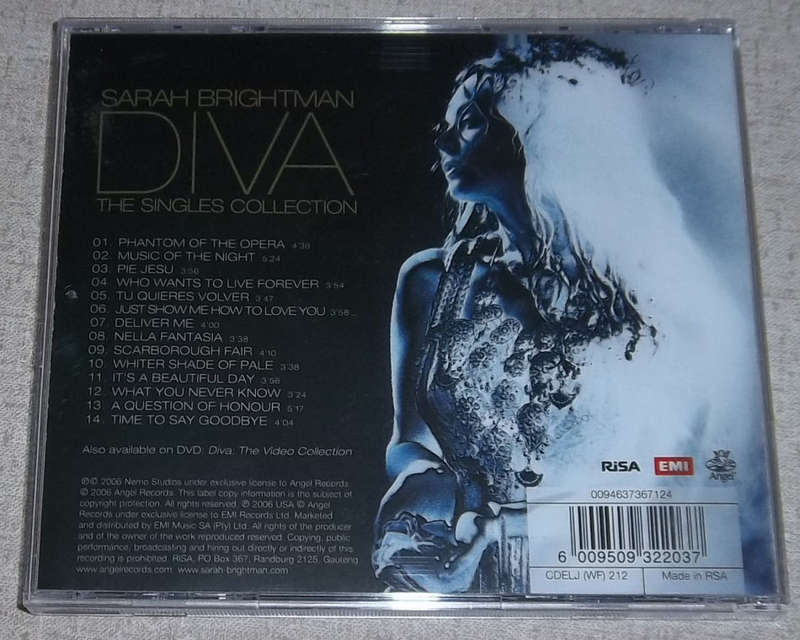 SARAH BRIGHTMAN
DIVA
THE SINGLES COLLECTION
01. PHANTOM OF THE OPERA 4:38
02. MUSIC OF THE NIGHT 5:24
03. PIE JESU 3:56
04. WHO WANTS TO LIVE FOREVER 3:54
05. TU QUIERES VOLVER 3:47
06. JUST SHOW ME HOW TO LOVE YOU 3:58
07. DELIVER ME 4:00
08. NELLA FANTASIA 3:38
09. SCARBOROUGH FAIR 4:10
10. WHITER SHADE OF PALE 3:38
11. IT'S A BEAUTIFUL DAY 3:56
12. WHAT YOU NEVER KNOW 3:24
13. A QUESTION OF HONOUR 5:17
14. TIME TO SAY GOODBYE 4:04
Also available on DVD: Diva: The Video Collection
℗© 2006 Nemo Studios under exclusive license to Angel Records.
© 2006 Angel Records. This label copy information is the subject of
copyright protection. All rights reserved. ℗ 2006 USA © Angel
Records under exclusive license to EMI Records Ltd. Marketed
and distributed by EMI Music SA (Pty) Ltd. All rights of the producer
and of the owner of the work reproduced reserved. Copying, public
performance, broadcasting and hiring out directly or indirectly of this
recording is prohibited. RiSA, PO Box 367, Randburg 2125, Gauteng
www.angelrecords.com www.sarah-brightman.com
RiSA EMI Angel
0094637367124
6 009509 322037
CDELJ (WF) 212 Made in RSA